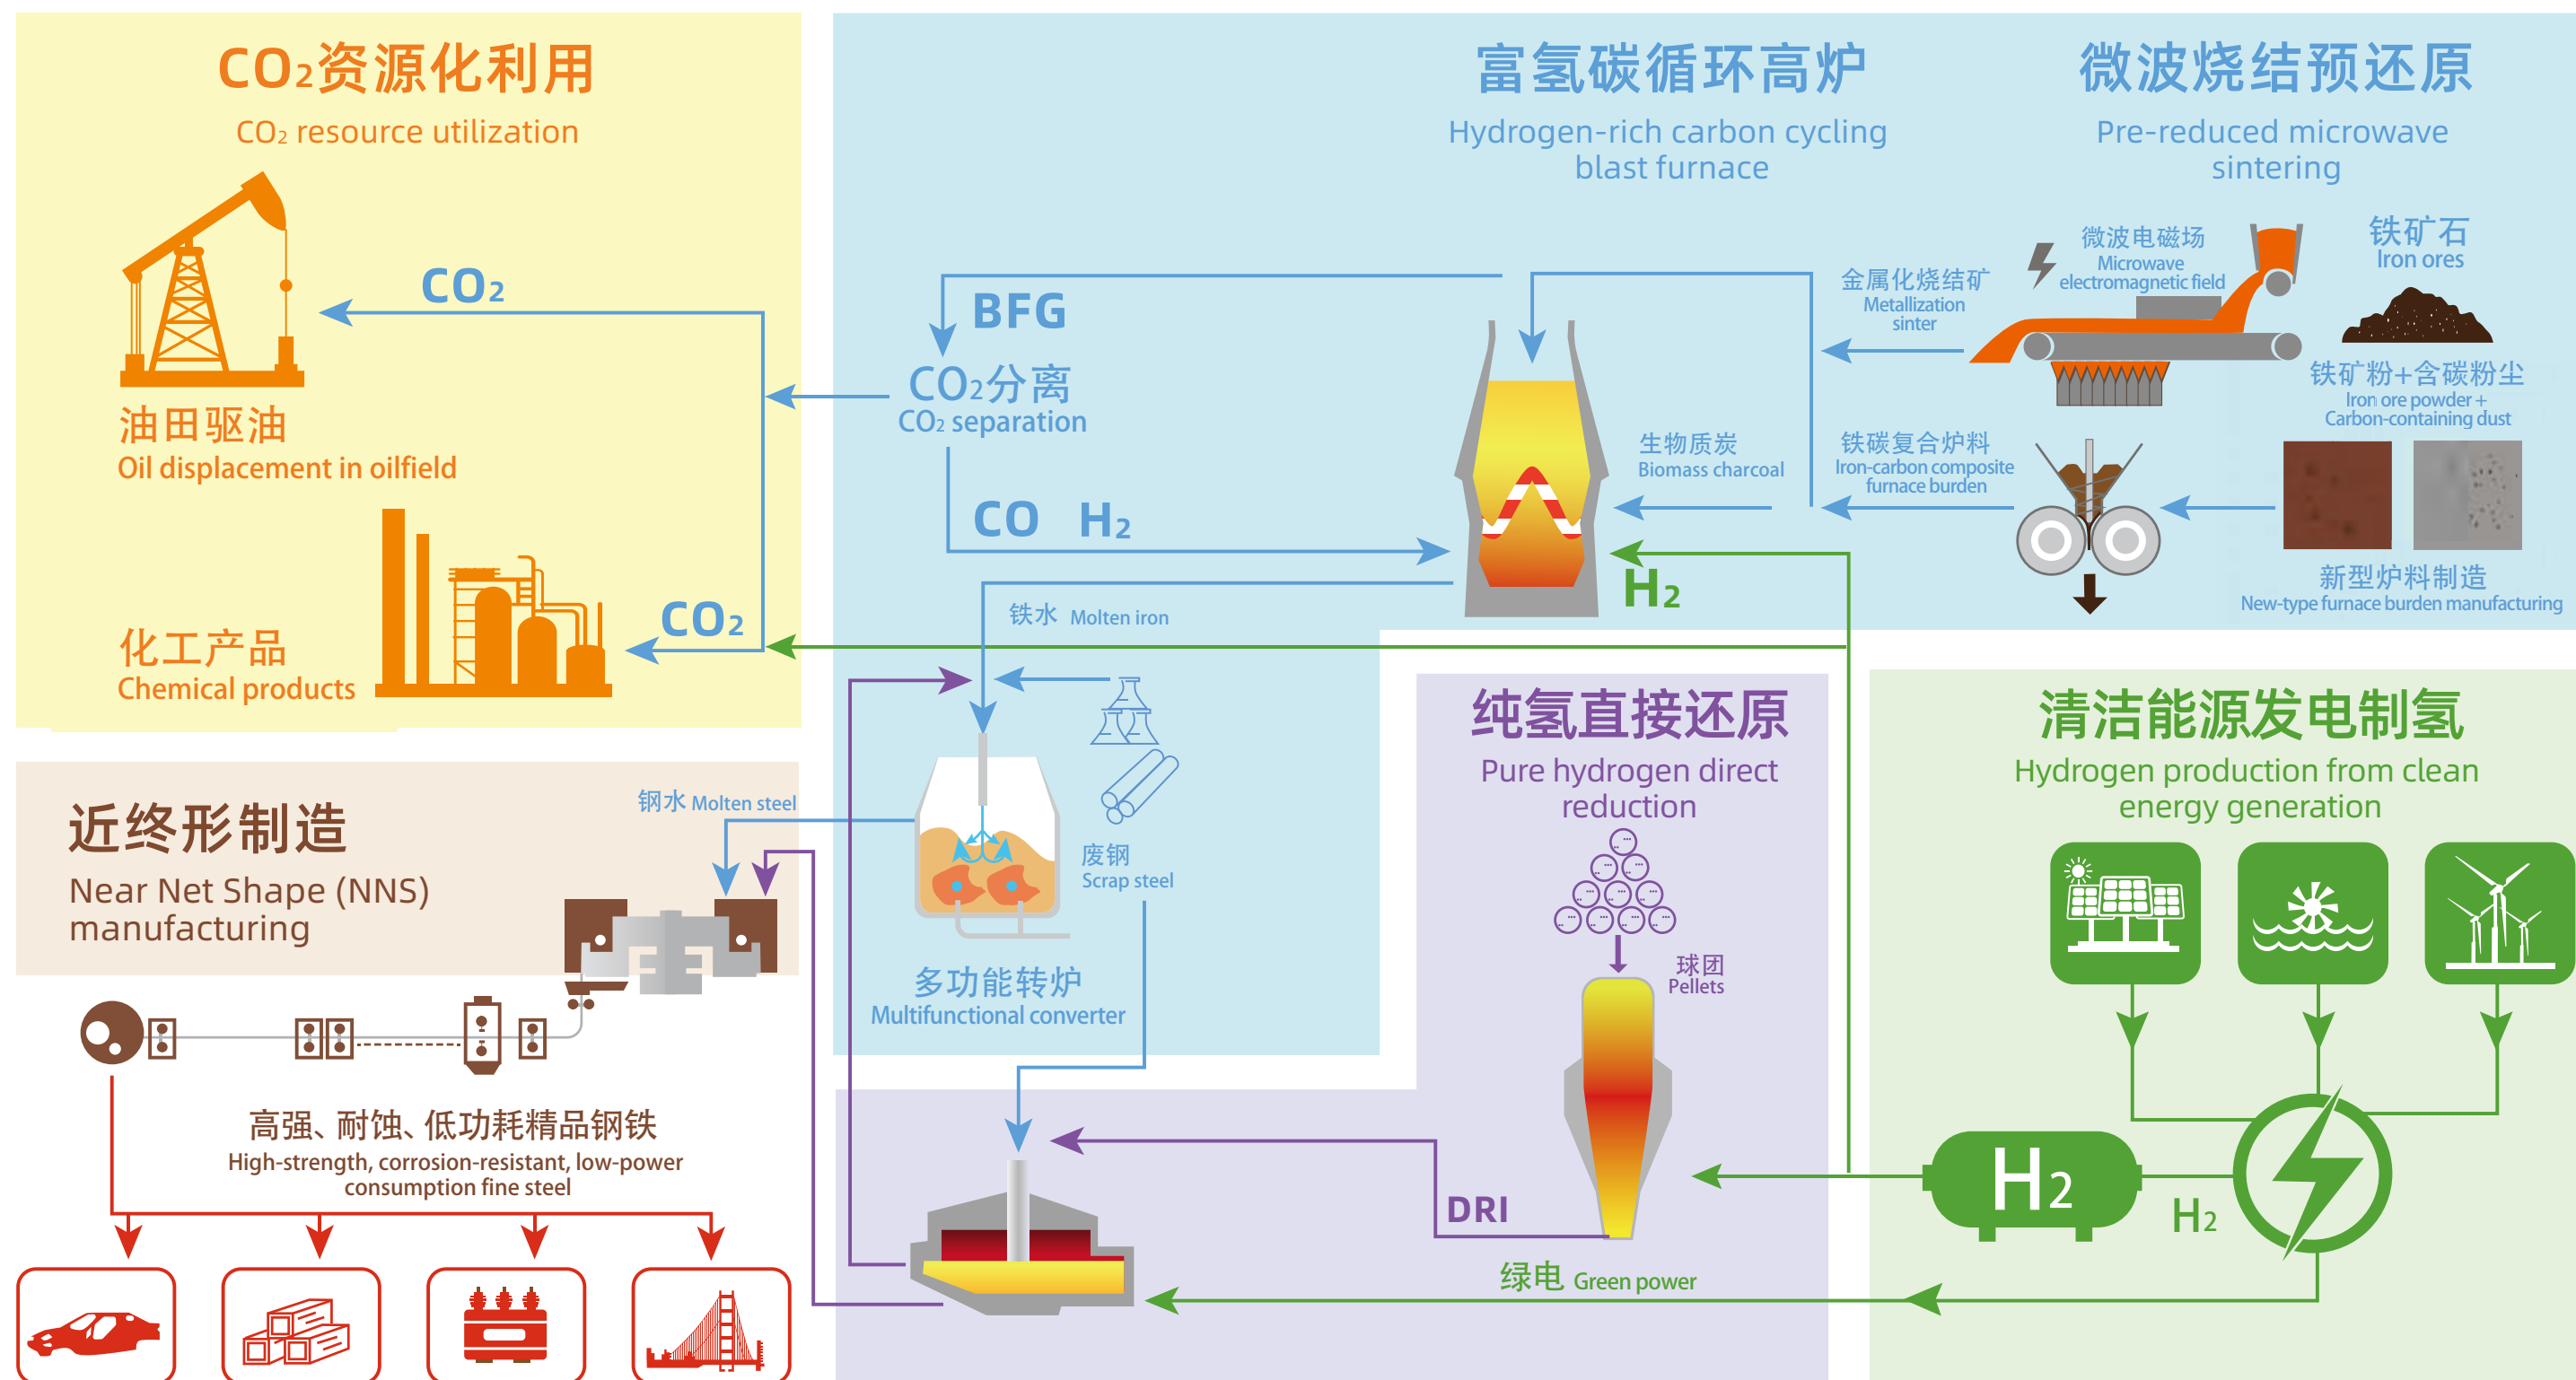 CO₂资源化利用
CO₂ resource utilization
CO₂
油田驱油
Oil displacement in oilfield
CO₂
化工产品
Chemical products
富氢碳循环高炉
Hydrogen-rich carbon cycling
blast furnace
BFG
CO₂分离
CO₂ separation
CO H₂
生物质炭
Biomass charcoal
H₂
铁水 Molten iron
微波烧结预还原
Pre-reduced microwave
sintering
微波电磁场
Microwave
electromagnetic field
铁矿石
Iron ores
金属化烧结矿
Metallization
sinter
铁矿粉+含碳粉尘
Iron ore powder +
Carbon-containing dust
铁碳复合炉料
Iron-carbon composite
furnace burden
新型炉料制造
New-type furnace burden manufacturing
近终形制造
Near Net Shape (NNS)
manufacturing
钢水 Molten steel
废钢
Scrap steel
多功能转炉
Multifunctional converter
高强、耐蚀、低功耗精品钢铁
High-strength, corrosion-resistant, low-power
consumption fine steel
纯氢直接还原
Pure hydrogen direct
reduction
球团
Pellets
DRI
绿电 Green power
清洁能源发电制氢
Hydrogen production from clean
energy generation
H₂
H₂